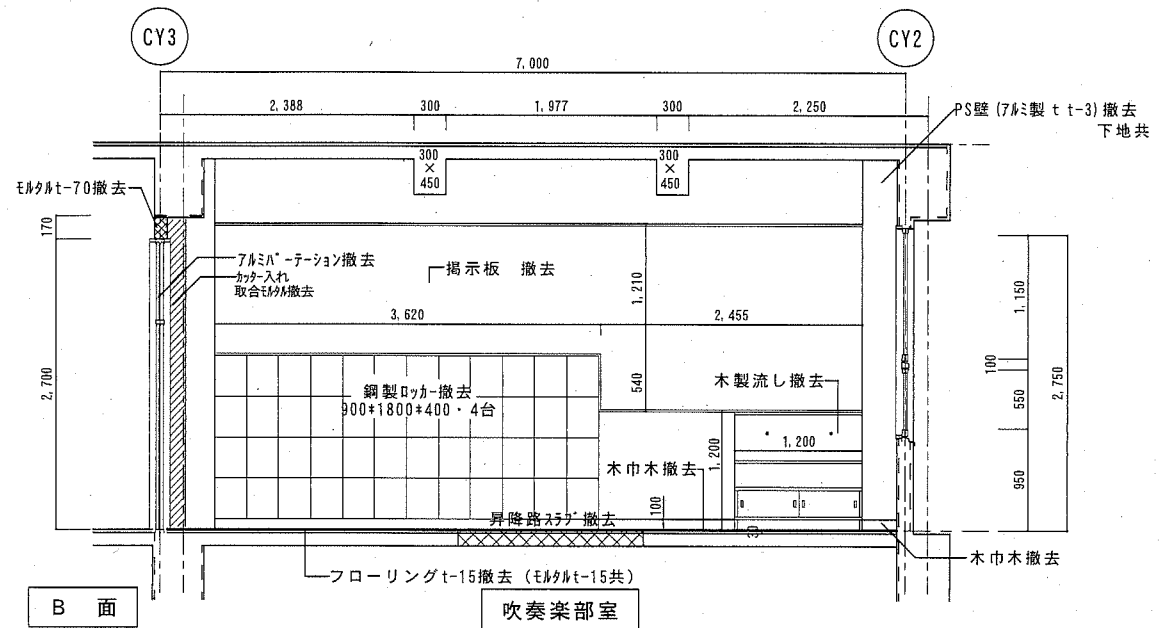 CY3
CY2
7,000
2,388
300
1,977
300
2,250
PS壁 (ｱﾙﾐ製 t t-3) 撤去
下地共
300
×
450
300
×
450
ﾓﾙﾀﾙt-70撤去
170
ｱﾙﾐﾊﾟｰﾃｰｼｮﾝ撤去
ｶｯﾀｰ入れ
取合ﾓﾙﾀﾙ撤去
掲示板 撤去
1,210
3,620
2,455
2,700
540
鋼製ﾛｯｶｰ撤去
900*1800*400・4台
木製流し撤去
1,200
1,200
木巾木撤去
1,150
100
550
2,750
950
昇降路ｽﾗﾌﾞ撤去
100
30
木巾木撤去
フローリングt-15撤去 (ﾓﾙﾀﾙt-15共)
B 面
吹奏楽部室